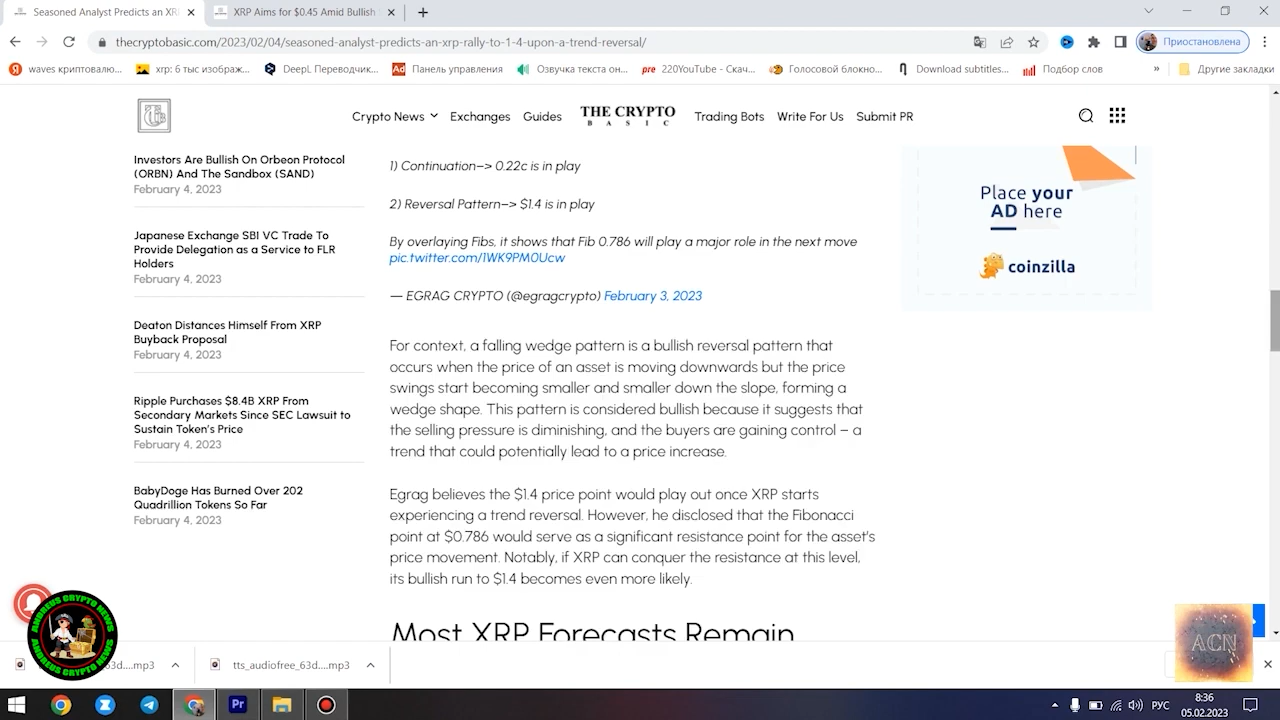 Seasoned Analyst Predicts an XRI
XRP Aims for $0.45 Amid Bullish
thecryptobasic.com/2023/02/04/seasoned-analyst-predicts-an-xrp-rally-to-1-4-upon-a-trend-reversal/
Приостановлена
waves криптовалю...
xrp: 6 тыс изображ...
DeepL Переводчик...
Ad Панель управления
Озвучка текста он...
pre 220YouTube - Скач...
Голосовой блокно...
Download subtitles...
Подбор слов
»
Другие закладки
Crypto News
Exchanges
Guides
THE CRYPTO
BASIC
Trading Bots
Write For Us
Submit PR
Investors Are Bullish On Orbeon Protocol
(ORBN) And The Sandbox (SAND)
February 4, 2023
Japanese Exchange SBI VC Trade To
Provide Delegation as a Service to FLR
Holders
February 4, 2023
Deaton Distances Himself From XRP
Buyback Proposal
February 4, 2023
Ripple Purchases $8.4B XRP From
Secondary Markets Since SEC Lawsuit to
Sustain Token's Price
February 4, 2023
BabyDoge Has Burned Over 202
Quadrillion Tokens So Far
February 4, 2023
1) Continuation–> 0.22c is in play
2) Reversal Pattern–> $1.4 is in play
By overlaying Fibs, it shows that Fib 0.786 will play a major role in the next move
pic.twitter.com/1WK9PM0Ucw
— EGRAG CRYPTO (@egragcrypto) February 3, 2023
For context, a falling wedge pattern is a bullish reversal pattern that
occurs when the price of an asset is moving downwards but the price
swings start becoming smaller and smaller down the slope, forming a
wedge shape. This pattern is considered bullish because it suggests that
the selling pressure is diminishing, and the buyers are gaining control – a
trend that could potentially lead to a price increase.
Egrag believes the $1.4 price point would play out once XRP starts
experiencing a trend reversal. However, he disclosed that the Fibonacci
point at $0.786 would serve as a significant resistance point for the asset's
price movement. Notably, if XRP can conquer the resistance at this level,
its bullish run to $1.4 becomes even more likely.
Most XRP Forecasts Remain
Place your
AD here
coinzilla
ANDREUS CRYPTO NEWS
ANDREUS CRYPTO NEWS
ACN
3d....mp3
tts_audiofree_63d....mp3
Pr
РУС
8:36
05.02.2023